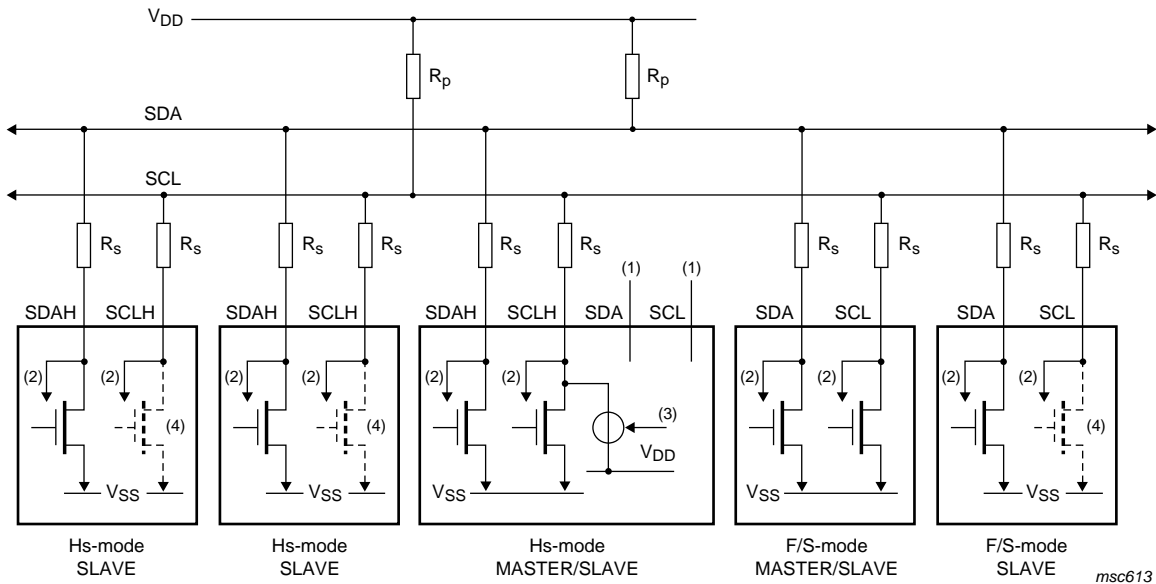 VDD
Rp Rp
SDA
SCL
Rs Rs Rs Rs Rs Rs Rs Rs Rs Rs
(1) (1)
SDAH SCLH SDAH SCLH SDAH SCLH SDA SCL SDA SCL SDA SCL
(2) (2) (2) (2) (2) (2) (2) (2) (2) (2)
(4) (4) (3) (4)
VDD
VSS VSS VSS VSS VSS
Hs-mode Hs-mode Hs-mode F/S-mode F/S-mode
SLAVE SLAVE MASTER/SLAVE MASTER/SLAVE SLAVE
msc613